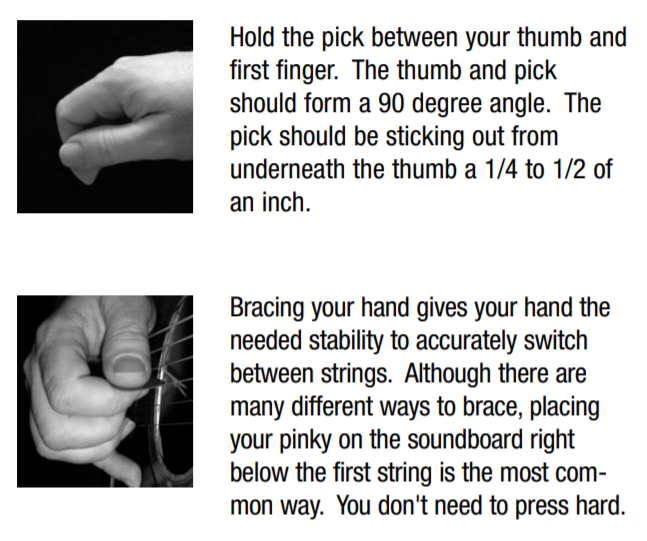 Hold the pick between your thumb and
first finger.  The thumb and pick
should form a 90 degree angle.  The
pick should be sticking out from
underneath the thumb a 1/4 to 1/2 of
an inch.
Bracing your hand gives your hand the
needed stability to accurately switch
between strings.  Although there are
many different ways to brace, placing
your pinky on the soundboard right
below the first string is the most com-
mon way.  You don't need to press hard.